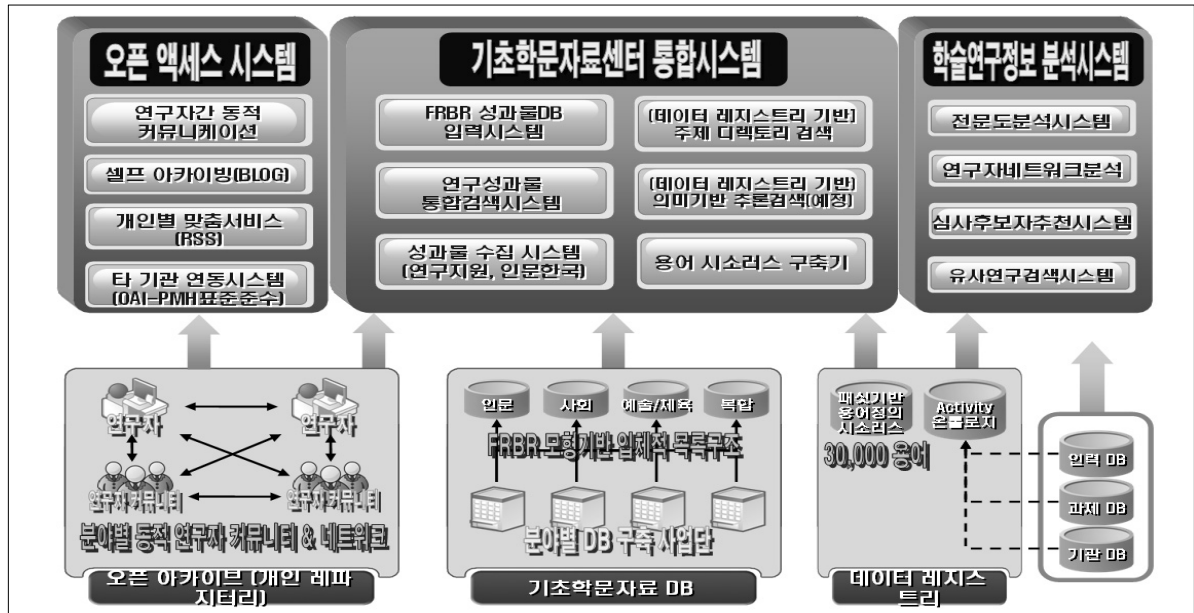 오픈 액세스 시스템
연구자간 동적
커뮤니케이션
셀프 아카이빙(BLOG)
개인별 맞춤서비스
(RSS)
타 기관 연동시스템
(OAI-PMH표준준수)
기초학문자료센터 통합시스템
FRBR 성과물DB
입력시스템
연구성과물
통합검색시스템
성과물 수집 시스템
(연구지원, 인문한국)
(데이터 레지스트리 기반)
주제 디렉토리 검색
(데이터 레지스트리 기반)
의미기반 추론검색(예정)
용어 시소러스 구축기
학술연구정보 분석시스템
전문도분석시스템
연구자네트워크분석
심사후보자추천시스템
유사연구검색시스템
연구자
연구자
연구자 커뮤니티
연구자 커뮤니티
분야별 동적 연구자 커뮤니티 & 네트워크
오픈 아카이브 (개인 레파
지터리)
인문
사회
예술/체육
복합
FRBR 모형기반 입체적 목록구조
분야별 DB 구축 사업단
기초학문자료 DB
패싯기반
용어정의
시소러스
Activity
온톨로지
30,000 용어
데이터 레지스
트리
인력 DB
과제 DB
기관 DB